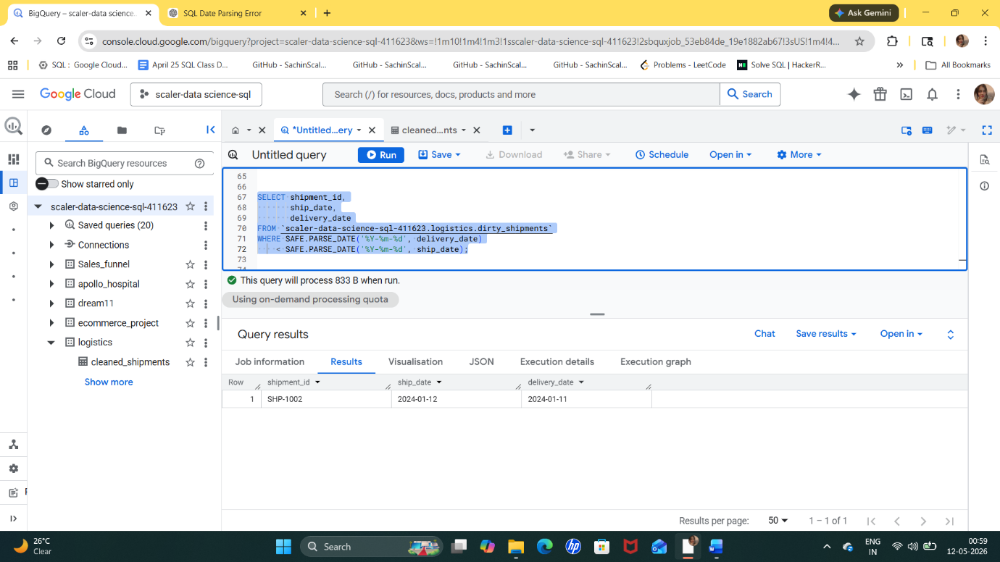 BigQuery – scaler-data science-
SQL Date Parsing Error
Ask Gemini
console.cloud.google.com/bigquery?project=scaler-data-science-sql-411623&ws=!1m10!1m4!1m3!1sscaler-data-science-sql-411623!2sbquxjob_53eb84de_19e1882ab67!3sUS!1m4!4...
SQL : Google Cloud...
April 25 SQL Class D...
GitHub - SachinScal...
GitHub - SachinScal...
GitHub - SachinScal...
GitHub - SachinScal...
Problems - LeetCode
Solve SQL | HackerR...
»
All Bookmarks
Google Cloud
scaler-data science-sql
Search (/) for resources, docs, products and more
Search
*Untitled...ery
cleaned...nts
Search BigQuery resources
Show starred only
scaler-data-science-sql-411623
Saved queries (20)
Connections
Sales_funnel
apollo_hospital
dream11
ecommerce_project
logistics
cleaned_shipments
Show more
Untitled query
Run
Save
Download
Share
Schedule
Open in
More
65
66
67 SELECT shipment_id,
68 ship_date,
69 delivery_date
70 FROM `scaler-data-science-sql-411623.logistics.dirty_shipments`
71 WHERE SAFE.PARSE_DATE('%Y-%m-%d', delivery_date)
72 < SAFE.PARSE_DATE('%Y-%m-%d', ship_date);
73
74
This query will process 833 B when run.
Using on-demand processing quota
Query results
Chat
Save results
Open in
Job information
Results
Visualisation
JSON
Execution details
Execution graph
Row shipment_id ship_date delivery_date
1 SHP-1002 2024-01-12 2024-01-11
Results per page: 50 1 – 1 of 1
26°C
Clear
Search
ENG
IN
00:59
12-05-2026